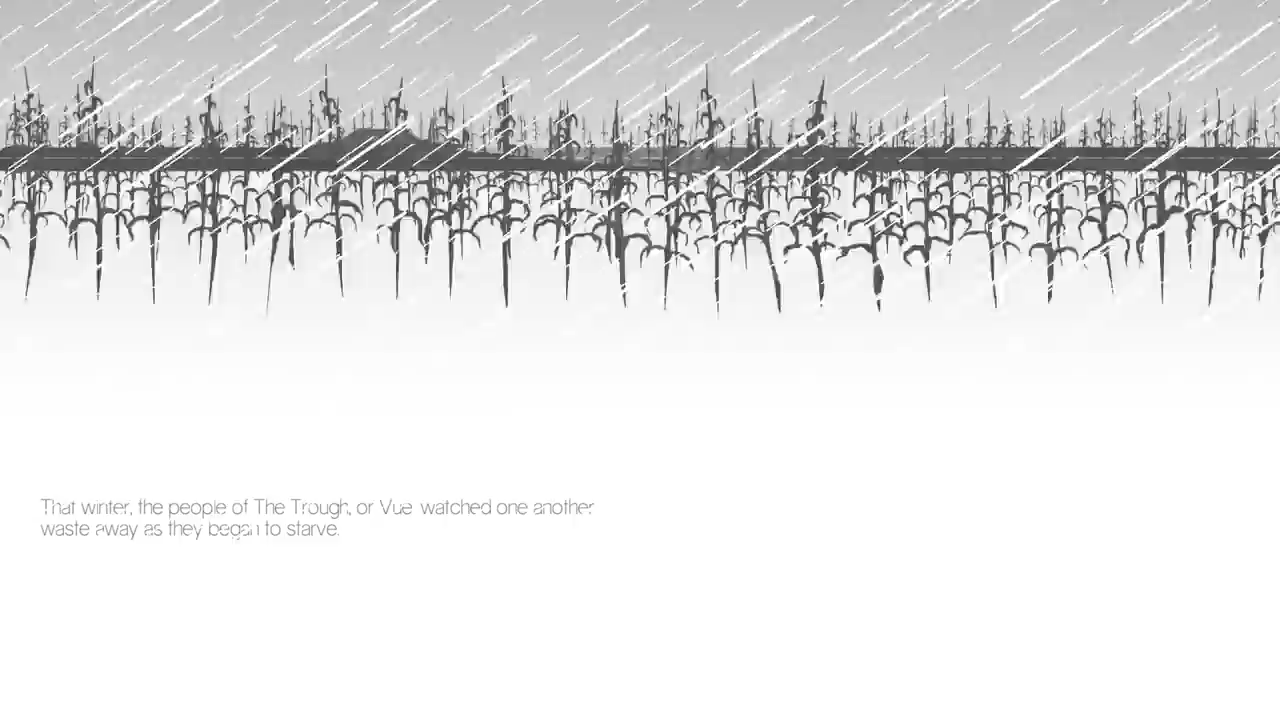 That winter, the people of The Trough, or Vue watched one another
waste away as they began to starve.